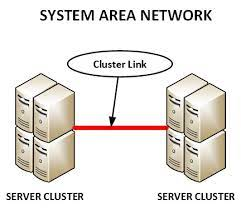 SYSTEM AREA NETWORK
Cluster Link
SERVER CLUSTER
SERVER CLUSTER